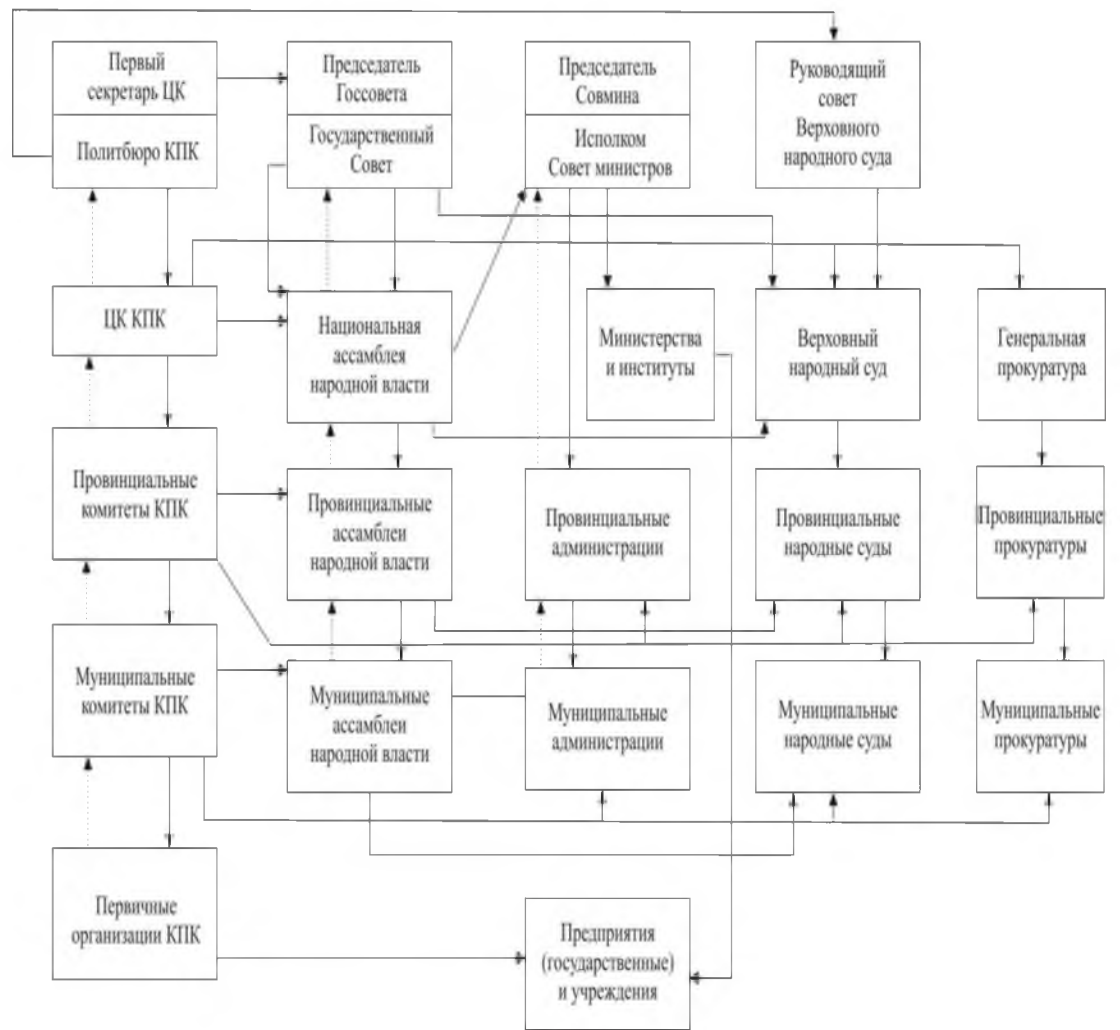 Первый
секретарь ЦК
Политбюро КПК
Председатель
Госсовета
Государственный
Совет
Председатель
Совмина
Исполком
Совет министров
Руководящий
совет
Верховного
народного суда
ЦК КПК
Национальная
ассамблея
народной власти
Министерства
и институты
Верховный
народный суд
Генеральная
прокуратура
Провинциальные
комитеты КПК
Провинциальные
ассамблеи
народной власти
Провинциальные
администрации
Провинциальные
народные суды
Провинциальные
прокуратуры
Муниципальные
комитеты КПК
Муниципальные
ассамблеи
народной власти
Муниципальные
администрации
Муниципальные
народные суды
Муниципальные
прокуратуры
Первичные
организации КПК
Предприятия
(государственные)
и учреждения